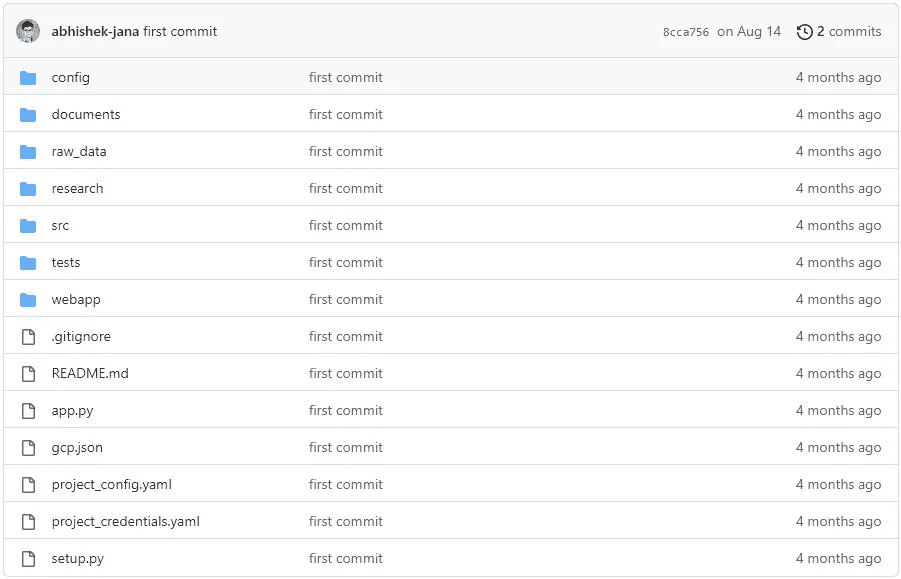 abhishek-jana first commit 8cca756 on Aug 14 2 commits
config first commit 4 months ago
documents first commit 4 months ago
raw_data first commit 4 months ago
research first commit 4 months ago
src first commit 4 months ago
tests first commit 4 months ago
webapp first commit 4 months ago
.gitignore first commit 4 months ago
README.md first commit 4 months ago
app.py first commit 4 months ago
gcp.json first commit 4 months ago
project_config.yaml first commit 4 months ago
project_credentials.yaml first commit 4 months ago
setup.py first commit 4 months ago